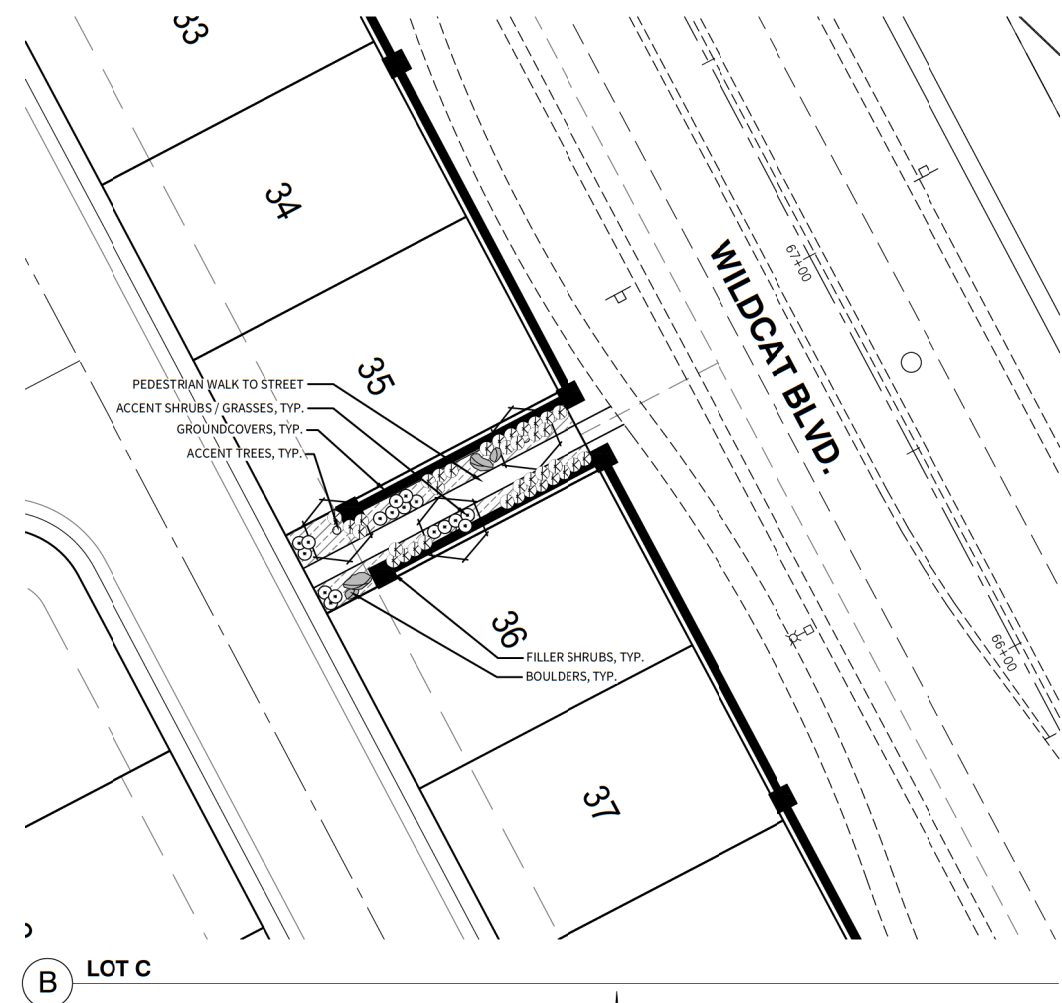 33
34
67+00
WILDCAT BLVD.
35
PEDESTRIAN WALK TO STREET
ACCENT SHRUBS / GRASSES, TYP.
GROUNDCOVERS, TYP.
ACCENT TREES, TYP.
36
66+00
FILLER SHRUBS, TYP.
BOULDERS, TYP.
37
B
LOT C